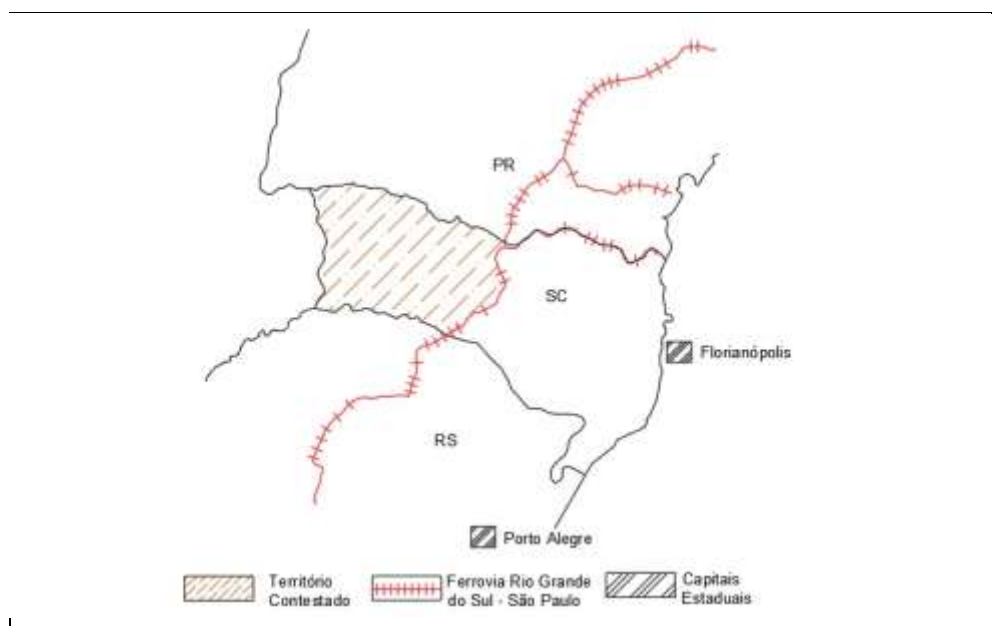 PR
SC
Florianópolis
RS
Porto Alegre
Território
Contestado
Ferrovia Rio Grande
do Sul - São Paulo
Capitais
Estaduais